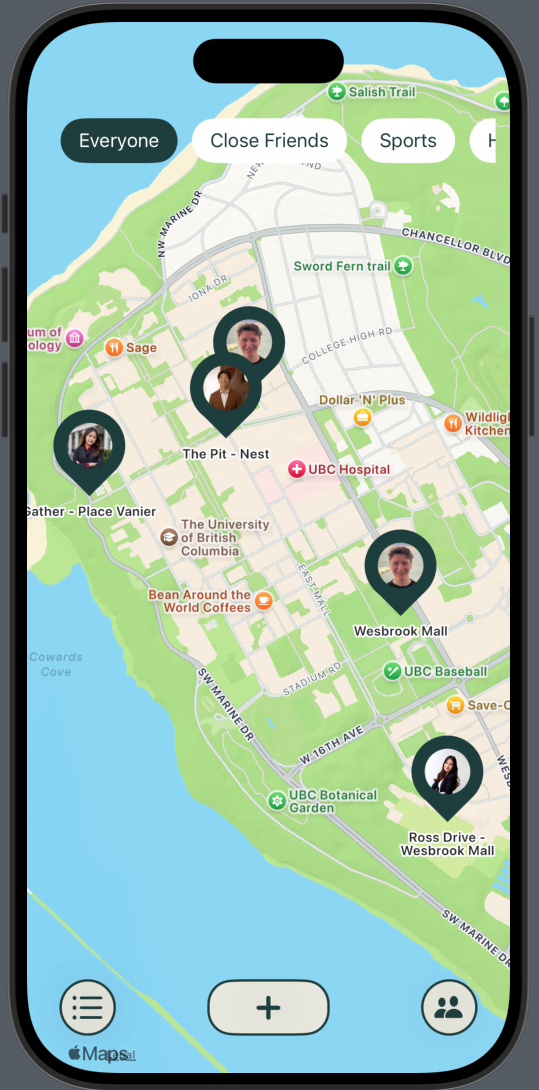 Salish Trail
Everyone
Close Friends
Sports
H
NW MARINE DR
CHANCELLOR BLVD
Sword Fern trail
IONA DR
um of
ology
Sage
COLLEGE HIGH RD
Dollar 'N' Plus
Wildligh
Kitchen
The Pit - Nest
UBC Hospital
Gather - Place Vanier
The University
of British
Columbia
EAST MALL
Bean Around the
World Coffees
Wesbrook Mall
Cowards
Cove
UBC Baseball
STADIUM RD
SW MARINE DR
Save-O
W 16TH AVE
WESB
UBC Botanical
Garden
Ross Drive -
Wesbrook Mall
SW MARINE DR
+
Maps
Legal